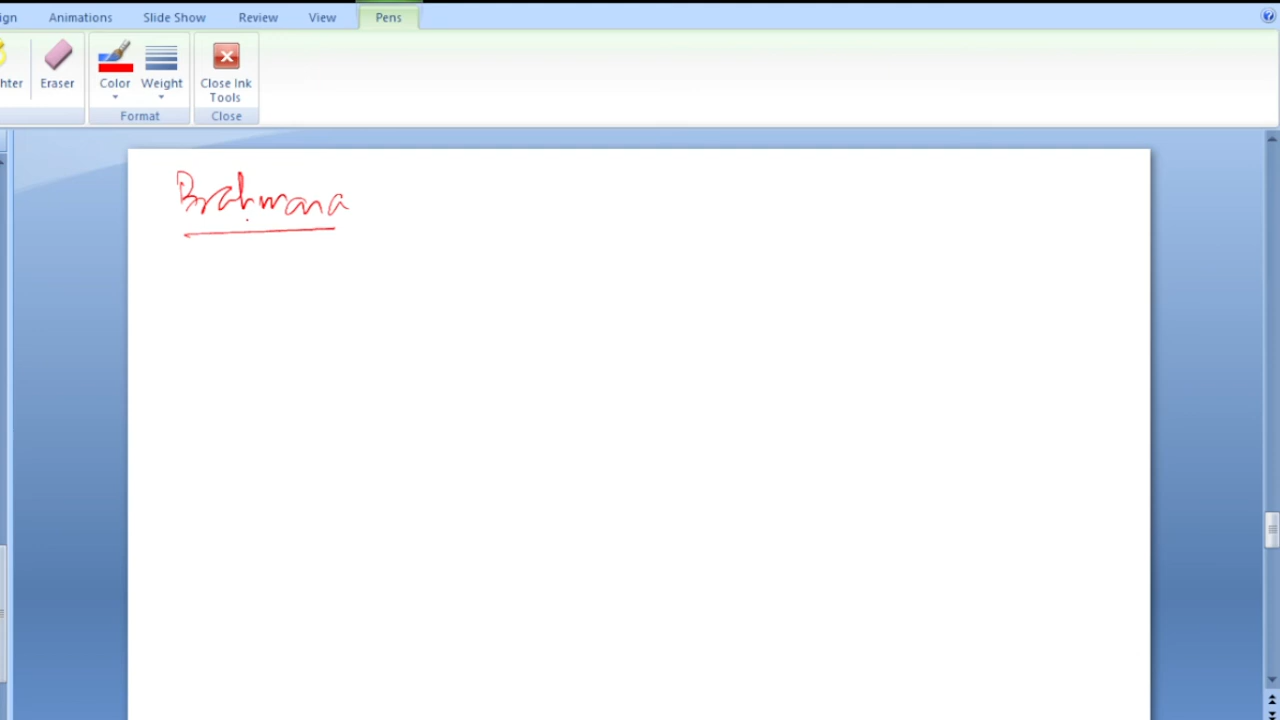 ign Animations Slide Show Review View Pens
hter Eraser Color Weight Close Ink Tools
Format Close
Brahmana